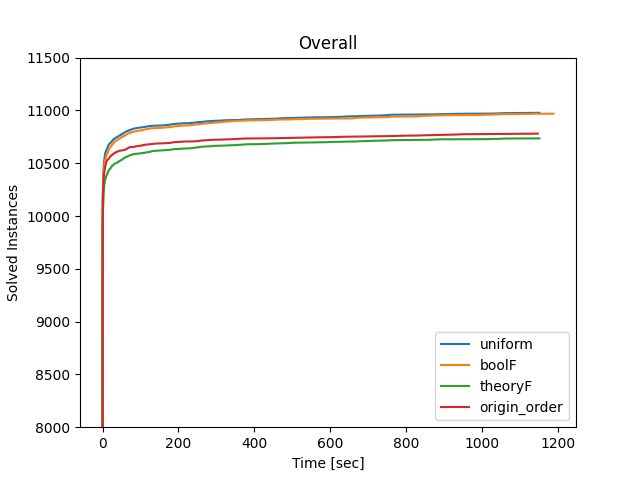 Overall
11500
11000
10500
10000
9500
9000
8500
8000
Solved Instances
0
200
400
600
800
1000
1200
Time [sec]
uniform
boolF
theoryF
origin_order